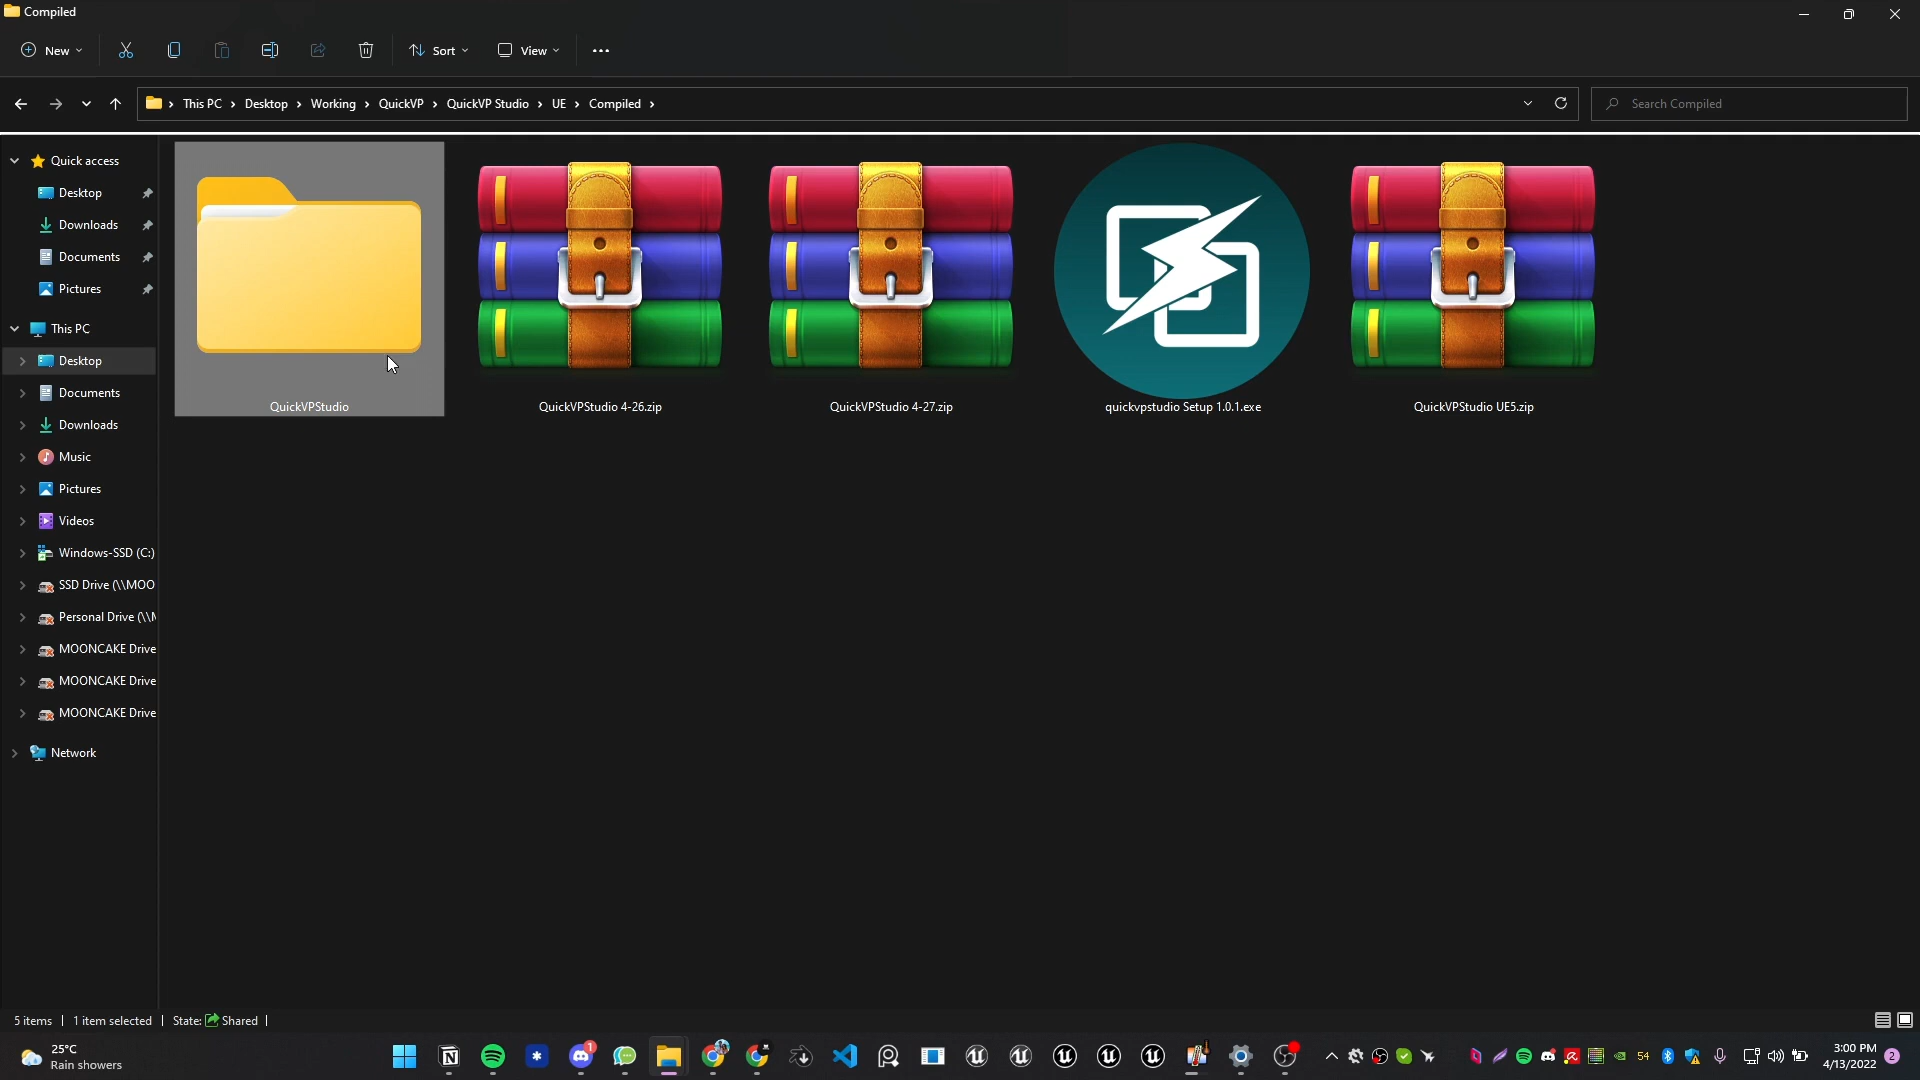 Compiled
New
Sort
View
This PC
Desktop
Working
QuickVP
QuickVP Studio
UE
Compiled
Search Compiled
Quick access
Desktop
Downloads
Documents
Pictures
This PC
Desktop
Documents
Downloads
Music
Pictures
Videos
Windows-SSD (C:)
SSD Drive (\\MOO
Personal Drive (\\
MOONCAKE Drive
MOONCAKE Drive
MOONCAKE Drive
Network
QuickVPStudio
QuickVPStudio 4-26.zip
QuickVPStudio 4-27.zip
quickvpstudio Setup 1.0.1.exe
QuickVPStudio UE5.zip
5 items
1 item selected
State: Shared
25°C
Rain showers
1
54
3:00 PM
4/13/2022
2